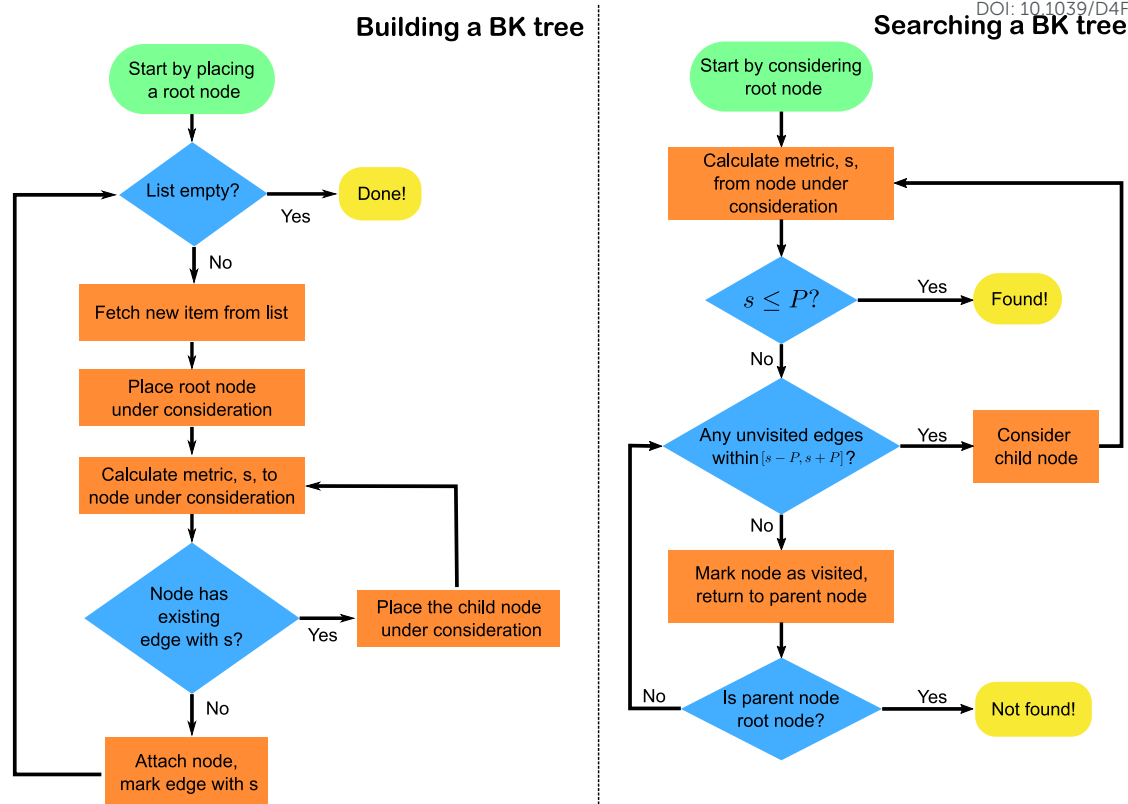 Building a BK tree
Start by placing
a root node
List empty?
Yes
Done!
No
Fetch new item from list
Place root node
under consideration
Calculate metric, s, to
node under consideration
Node has
existing
edge with s?
Yes
Place the child node
under consideration
No
Attach node,
mark edge with s
DOI: 10.1039/D4F
Searching a BK tree
Start by considering
root node
Calculate metric, s,
from node under
consideration
s ≤ P?
Yes
Found!
No
Any unvisited edges
within [s − P, s + P]?
Yes
Consider
child node
No
Mark node as visited,
return to parent node
Is parent node
root node?
No
Yes
Not found!